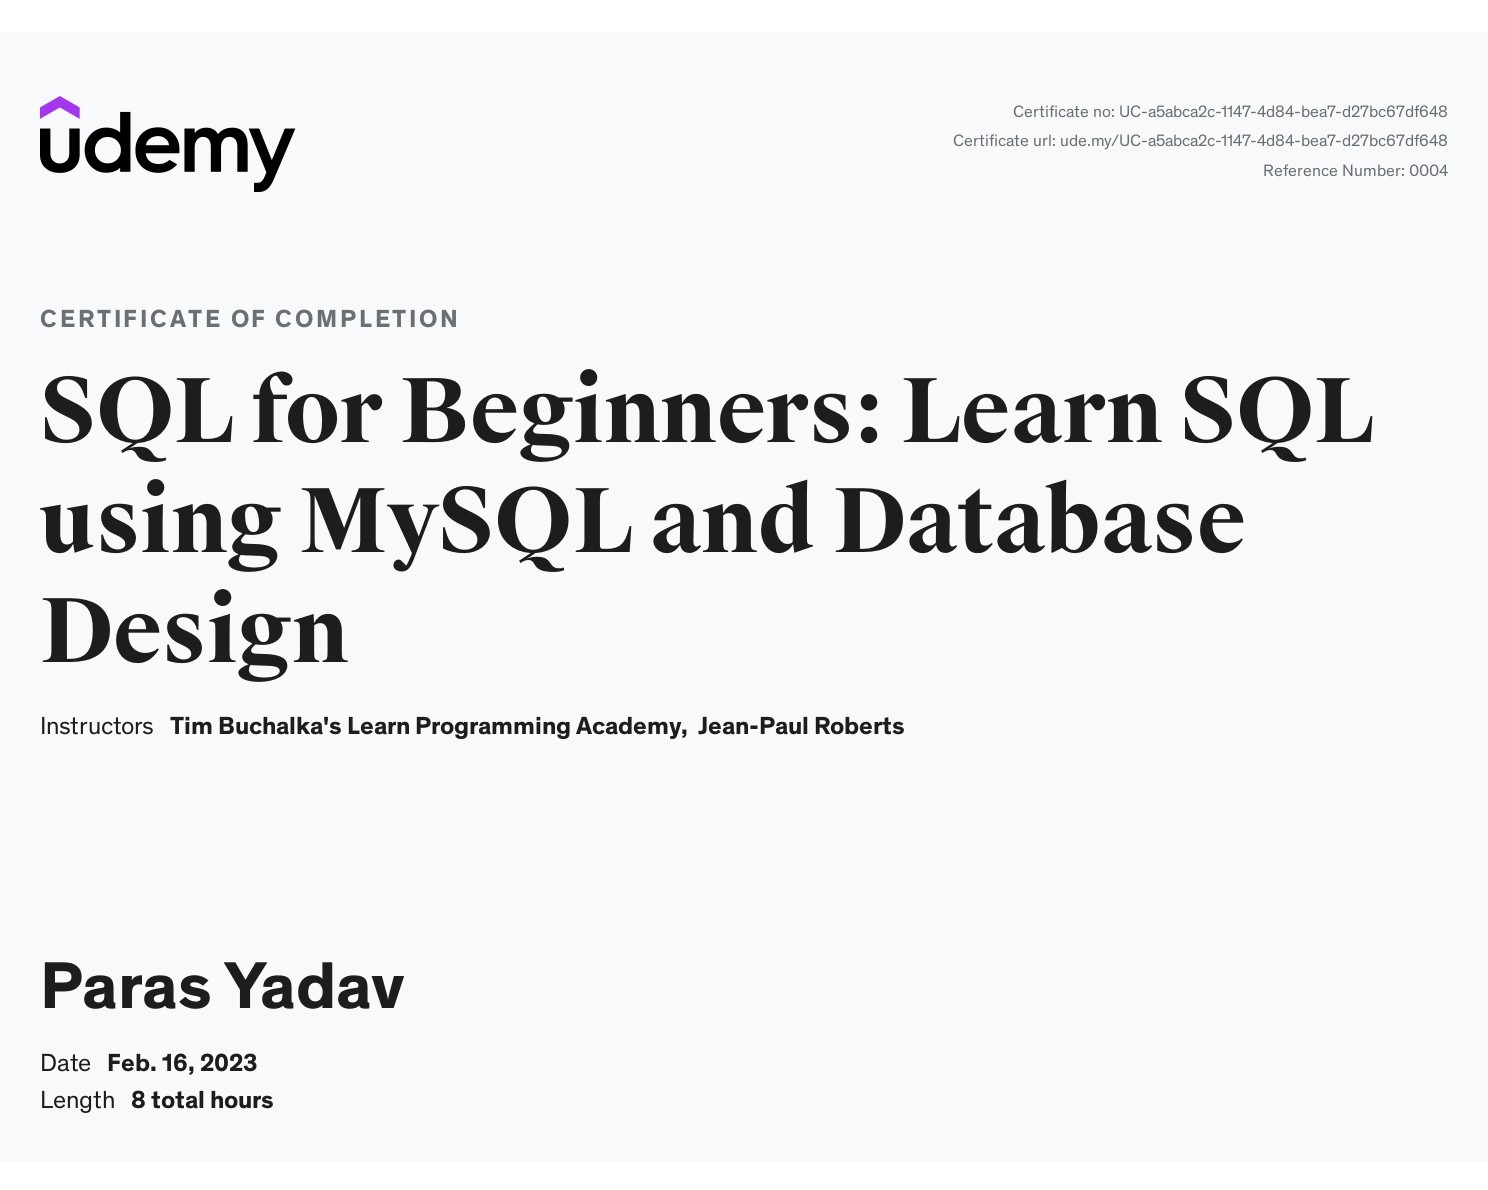 udemy
Certificate no: UC-a5abca2c-1147-4d84-bea7-d27bc67df648
Certificate url: ude.my/UC-a5abca2c-1147-4d84-bea7-d27bc67df648
Reference Number: 0004
CERTIFICATE OF COMPLETION
SQL for Beginners: Learn SQL
using MySQL and Database
Design
Instructors Tim Buchalka's Learn Programming Academy, Jean-Paul Roberts
Paras Yadav
Date Feb. 16, 2023
Length 8 total hours